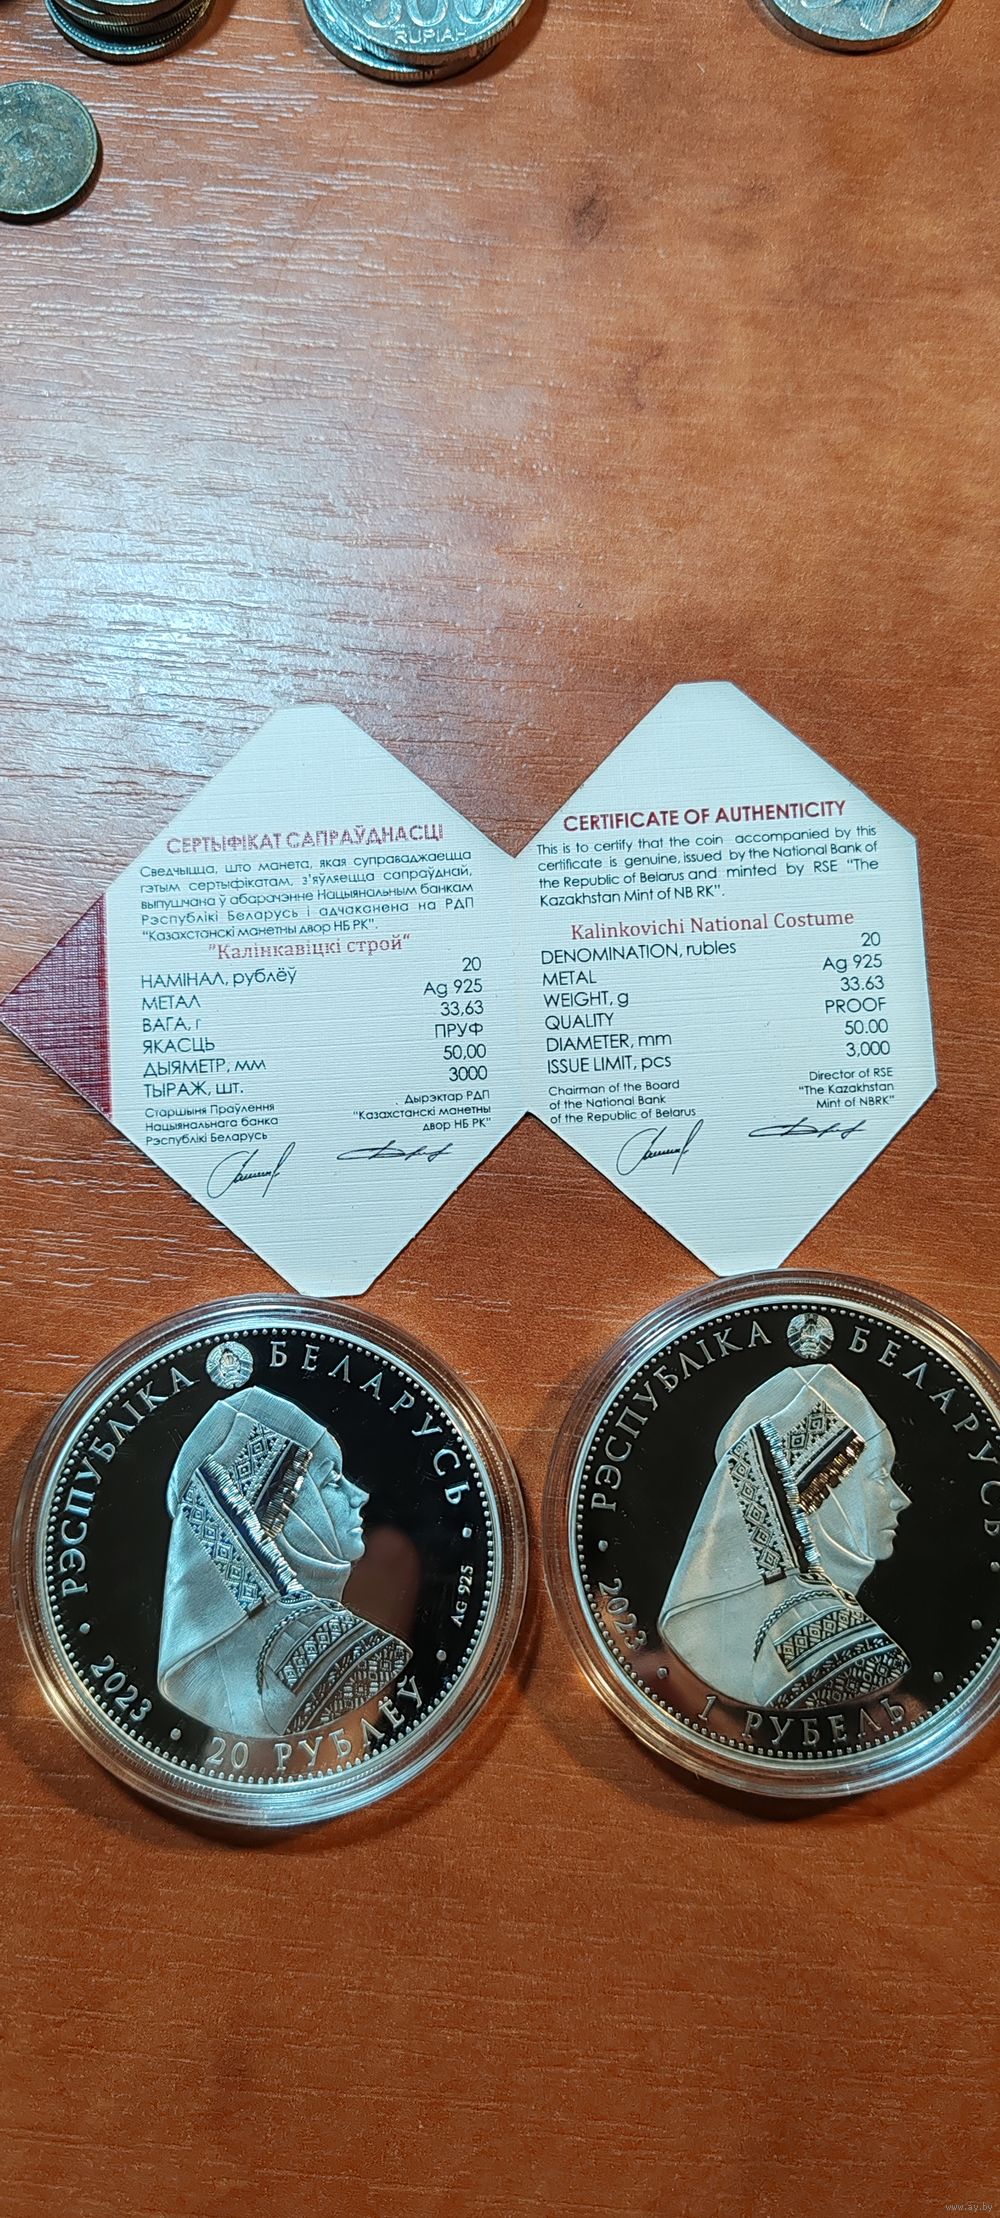 RUPIAH
СЕРТЫФІКАТ САПРАЎДНАСЦІ
Сведчыцца, што манета, якая суправаджаецца
гэтым сертыфікатам, з'яўляецца сапраўднай,
выпушчана ў абарачэнне Нацыянальным банкам
Рэспублікі Беларусь і адчаканена на РДП
"Казахстанскі манетны двор НБ РК".
"Калінкавіцкі строй"
НАМІНАЛ, рублёў 20
МЕТАЛ Ag 925
ВАГА, г 33,63
ЯКАСЦЬ ПРУФ
ДЫЯМЕТР, мм 50,00
ТЫРАЖ, шт. 3000
Старшыня Праўлення
Нацыянальнага банка
Рэспублікі Беларусь
Дырэктар РДП
"Казахстанскі манетны
двор НБ РК"
CERTIFICATE OF AUTHENTICITY
This is to certify that the coin accompanied by this
certificate is genuine, issued by the National Bank of
the Republic of Belarus and minted by RSE "The
Kazakhstan Mint of NB RK".
Kalinkovichi National Costume
DENOMINATION, rubles 20
METAL Ag 925
WEIGHT, g 33.63
QUALITY PROOF
DIAMETER, mm 50.00
ISSUE LIMIT, pcs 3,000
Chairman of the Board
of the National Bank
of the Republic of Belarus
Director of RSE
"The Kazakhstan
Mint of NBRK"
РЭСПУБЛІКА БЕЛАРУСЬ
AG 925
2023
20 РУБЛЁЎ
РЭСПУБЛІКА БЕЛАРУСЬ
2023
1 РУБЕЛЬ
www.ay.by